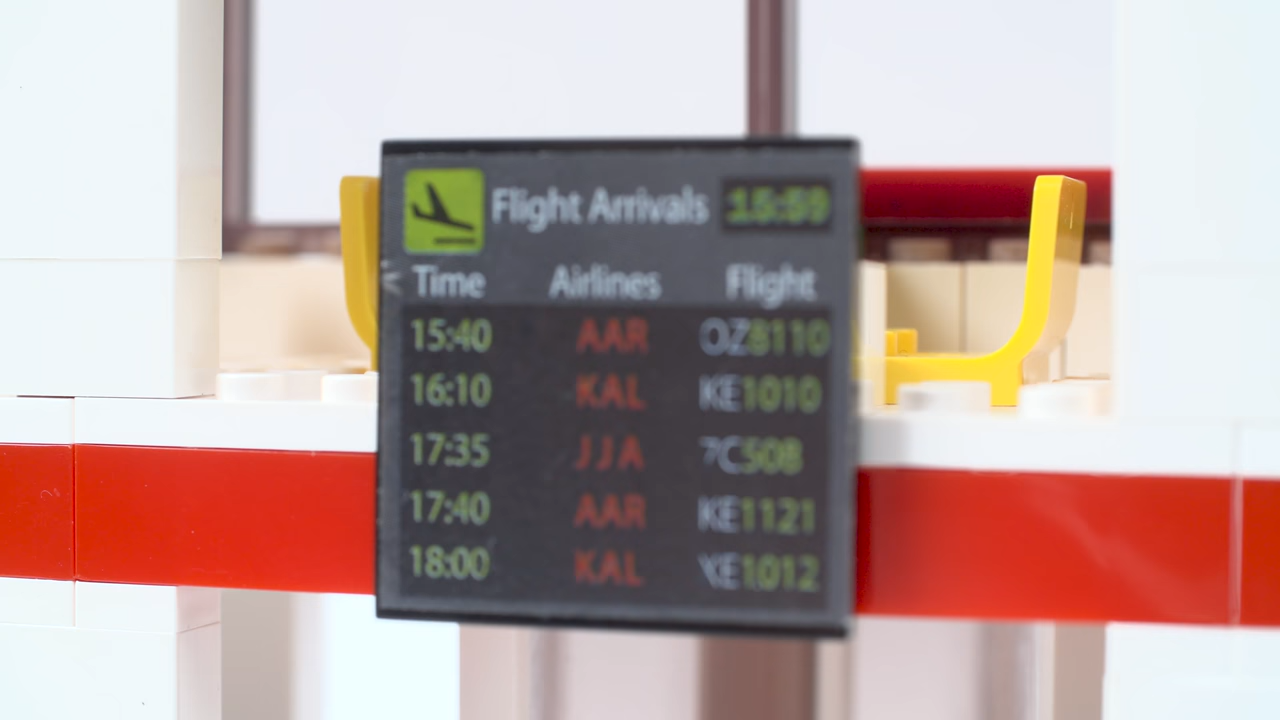 Flight Arrivals 15:59
Time Airlines Flight
15:40 AAR OZ8110
16:10 KAL KE1010
17:35 JJA 7C508
17:40 AAR KE1121
18:00 KAL KE1012